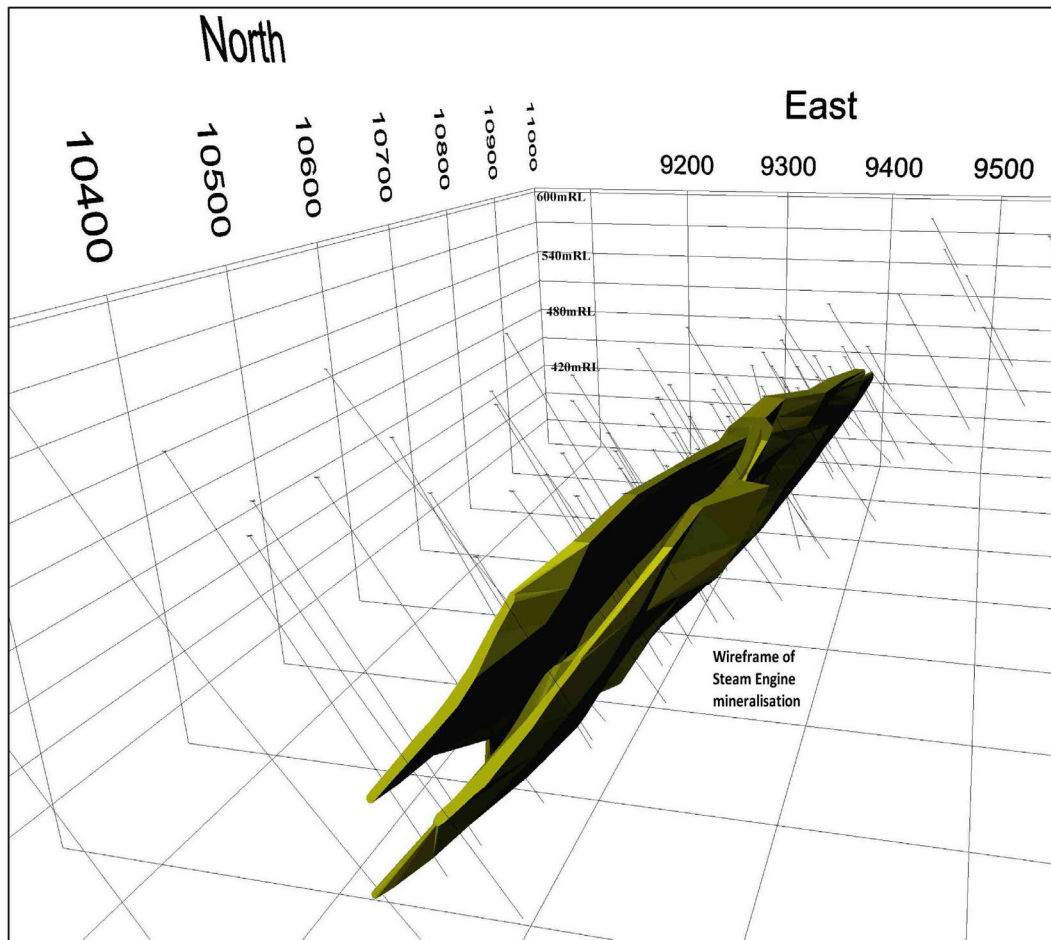 North
East
10400
10500
10600
10700
10800
10900
11000
9200
9300
9400
9500
600mRL
540mRL
480mRL
420mRL
Wireframe of
Steam Engine
mineralisation